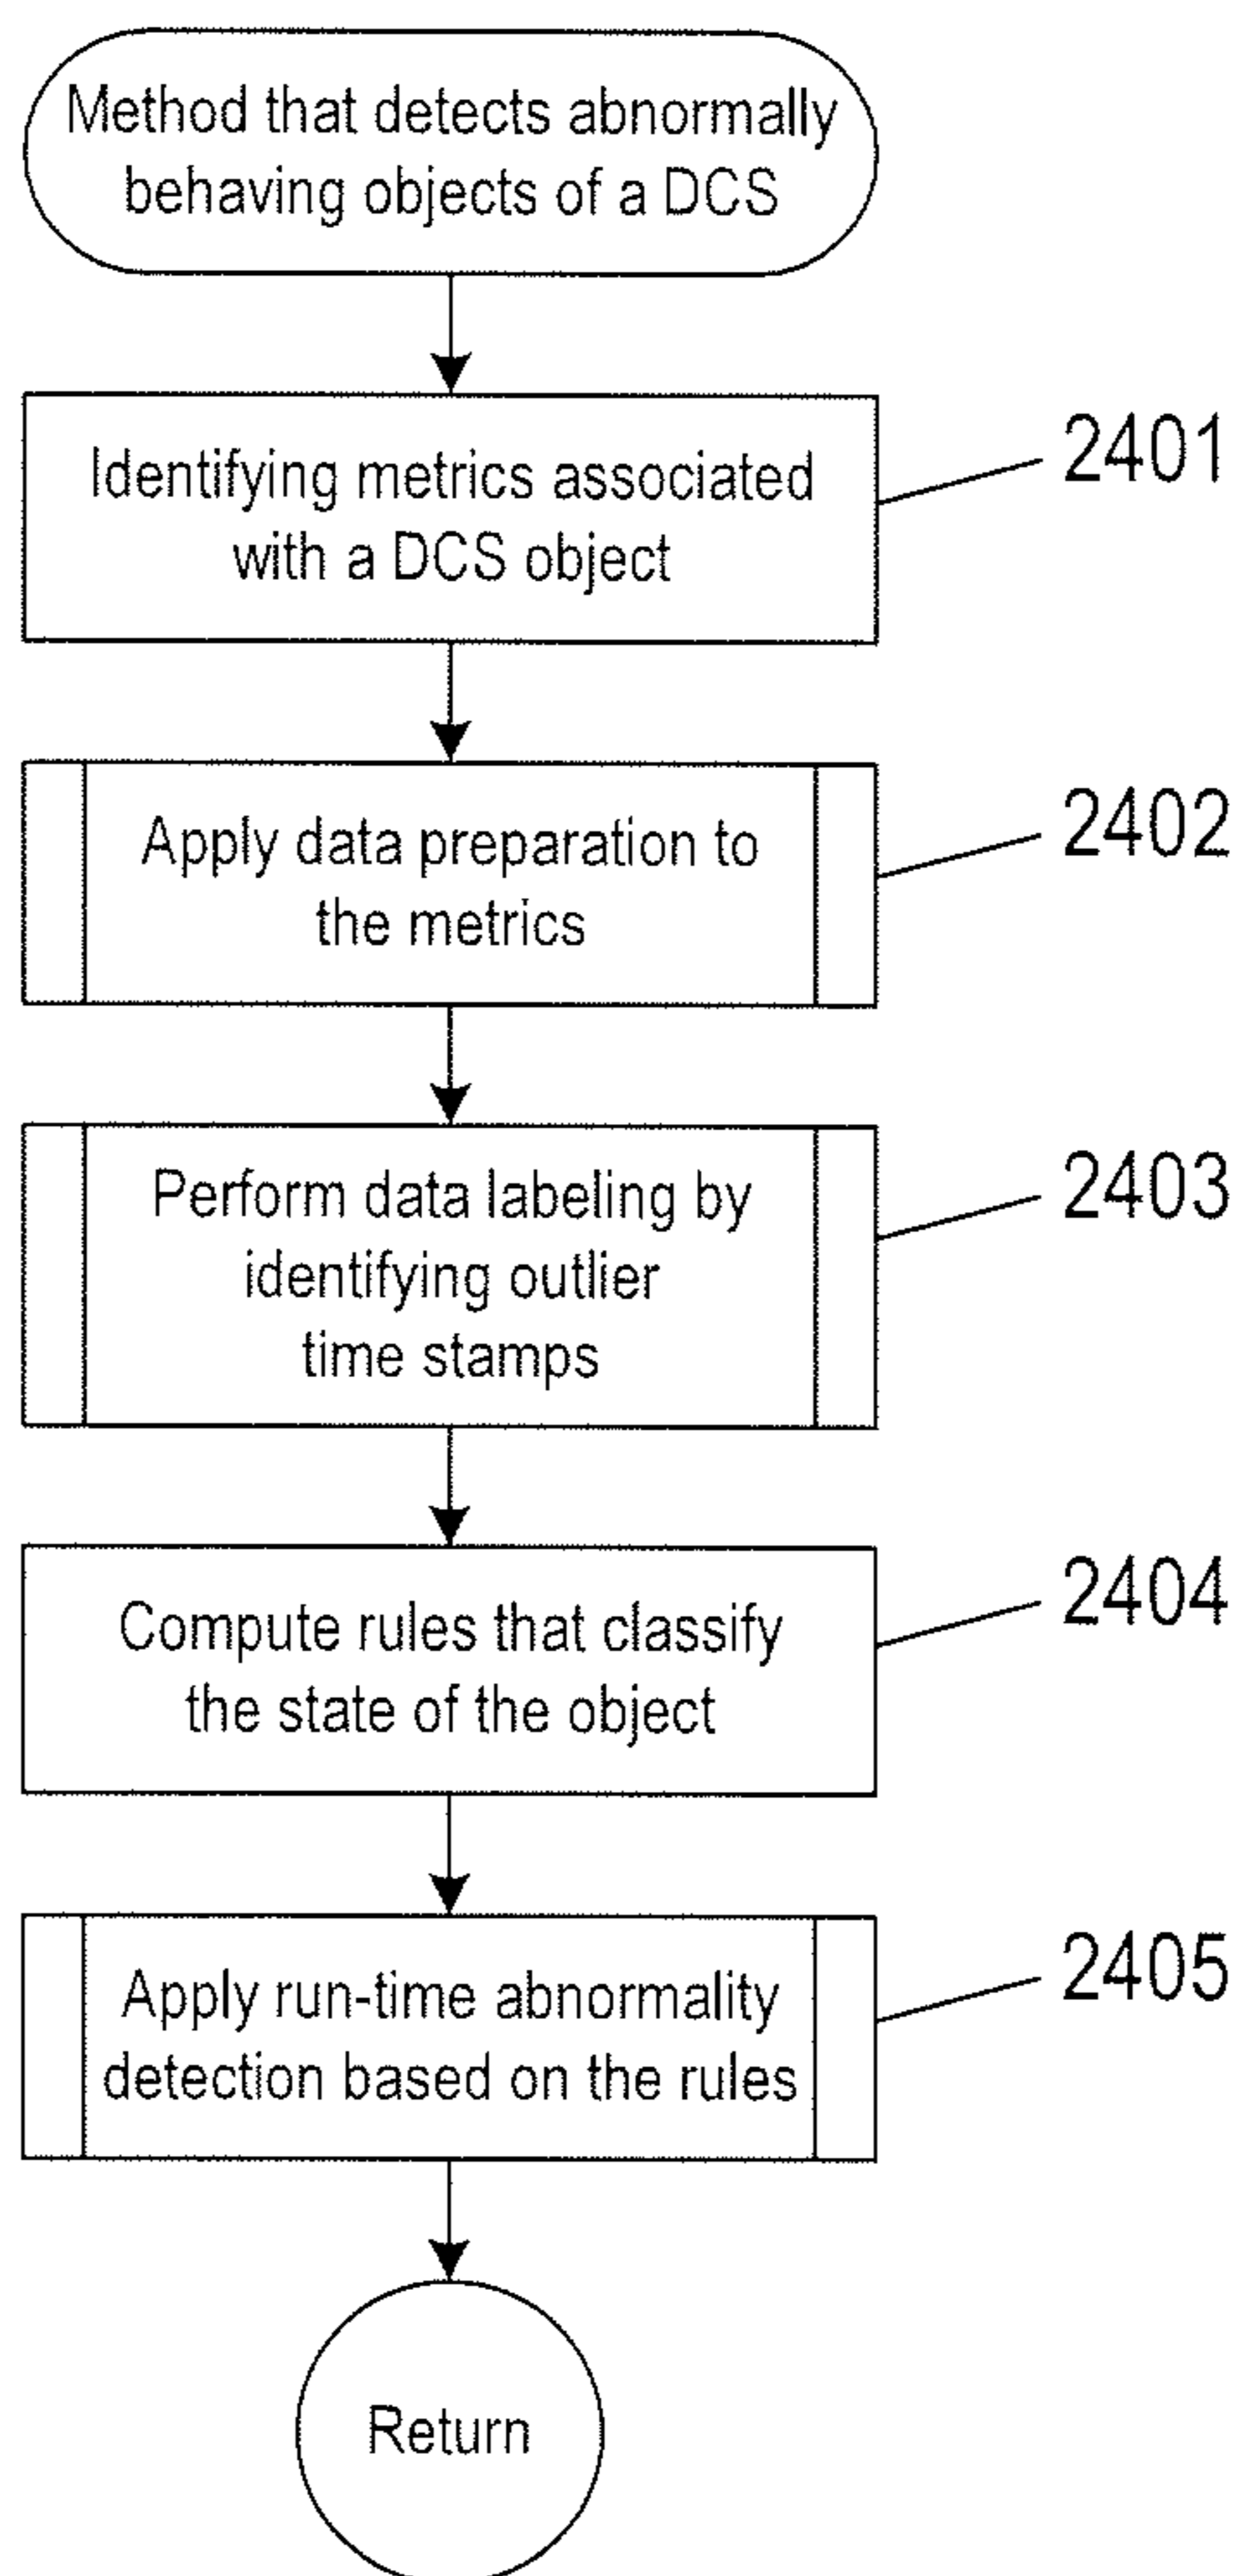 Method that detects abnormally
behaving objects of a DCS
Identifying metrics associated
with a DCS object
2401
Apply data preparation to
the metrics
2402
Perform data labeling by
identifying outlier
time stamps
2403
Compute rules that classify
the state of the object
2404
Apply run-time abnormality
detection based on the rules
2405
Return